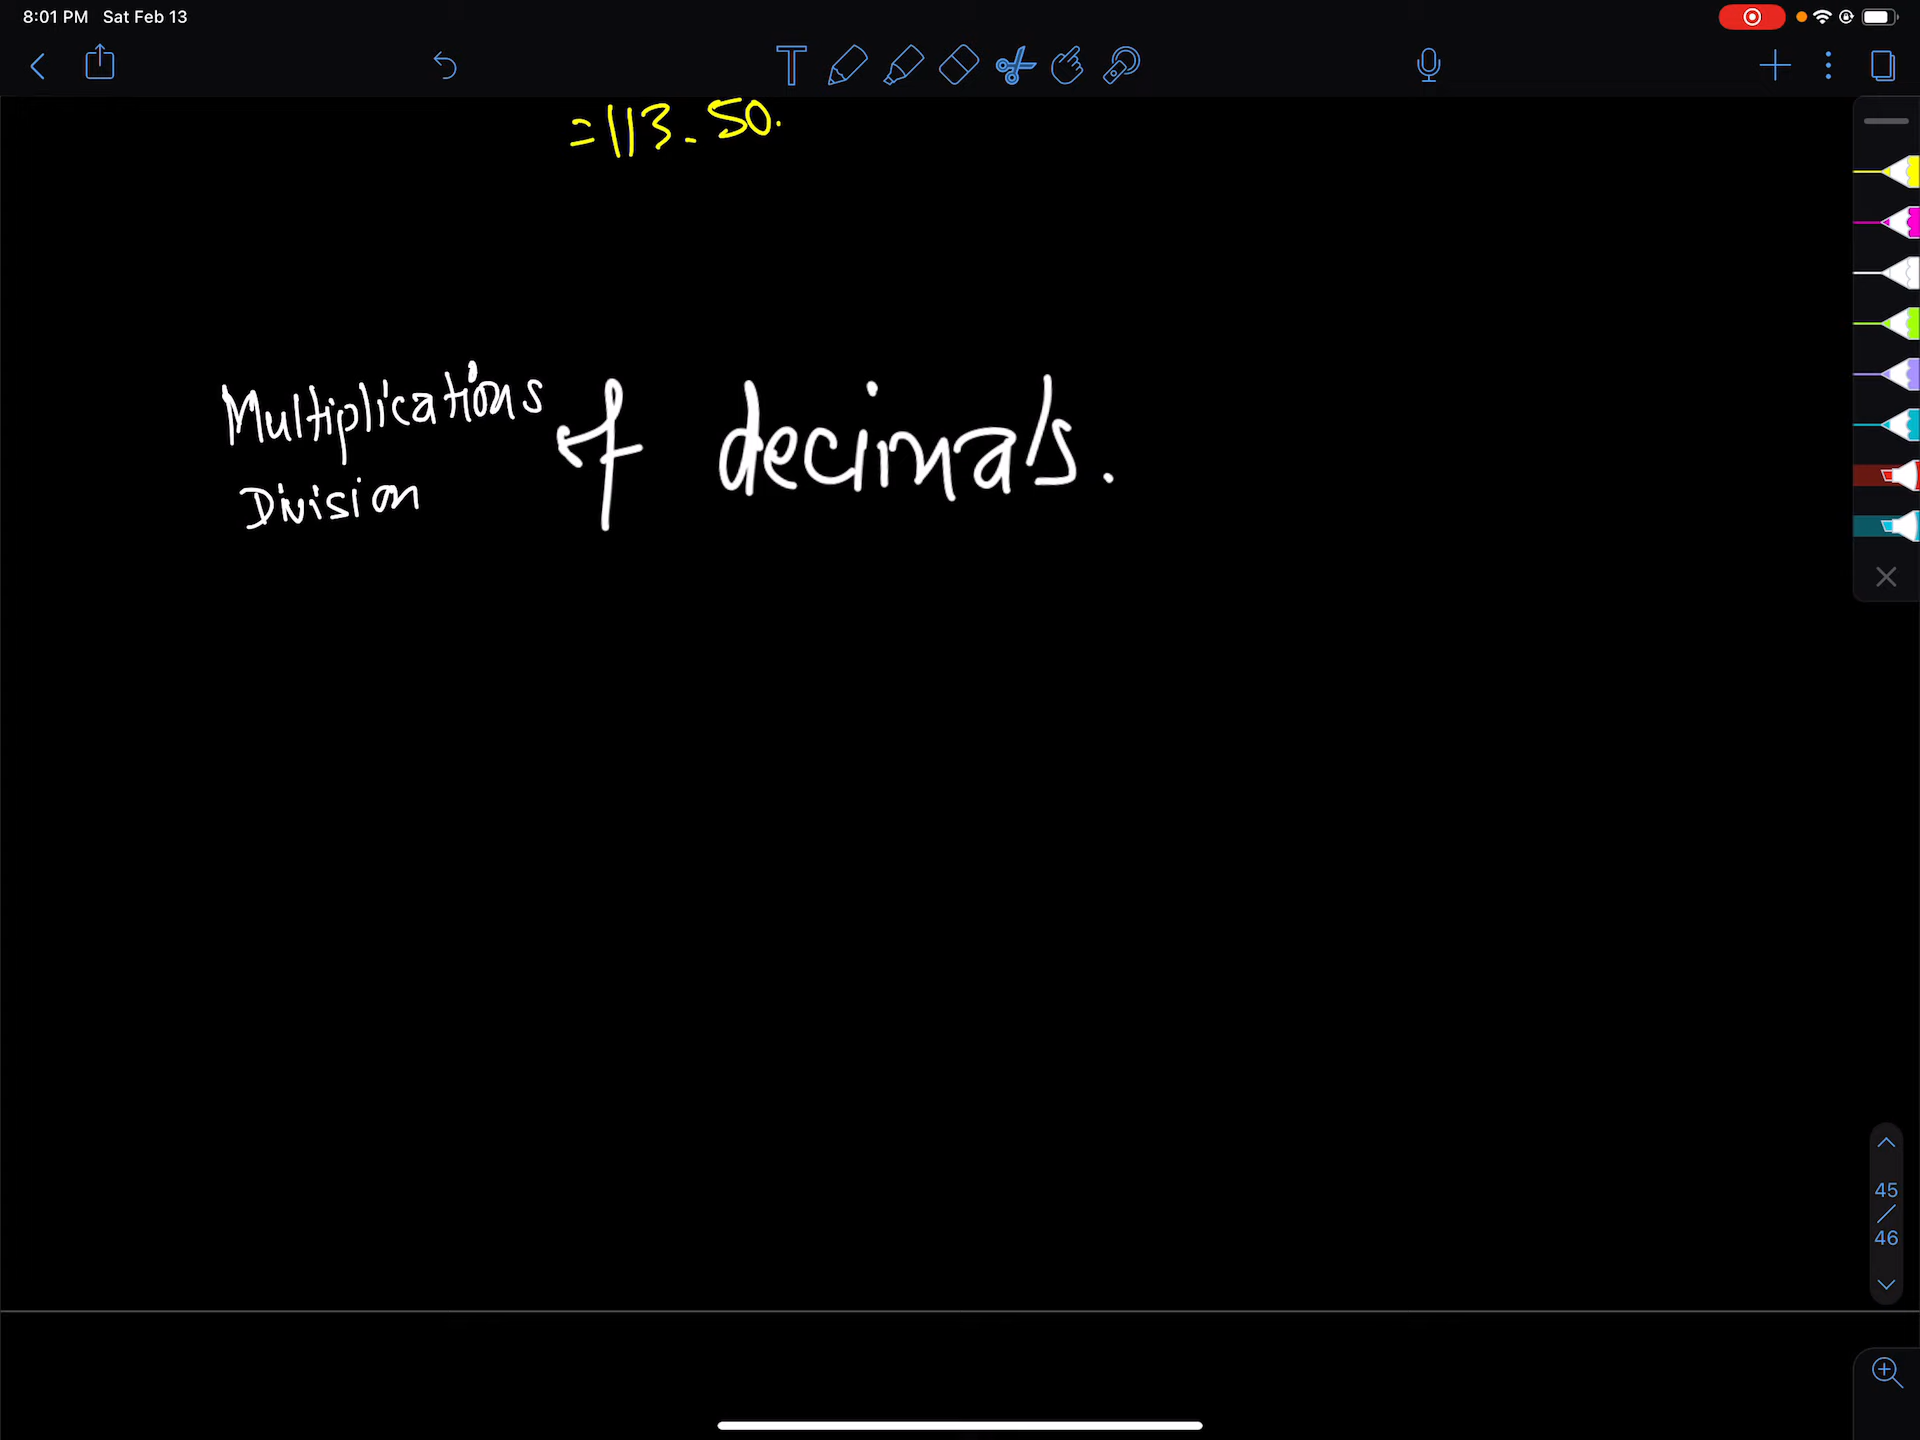 8:01 PM Sat Feb 13
T
=113.50.
Multiplications of decimals.
Division
45
/
46